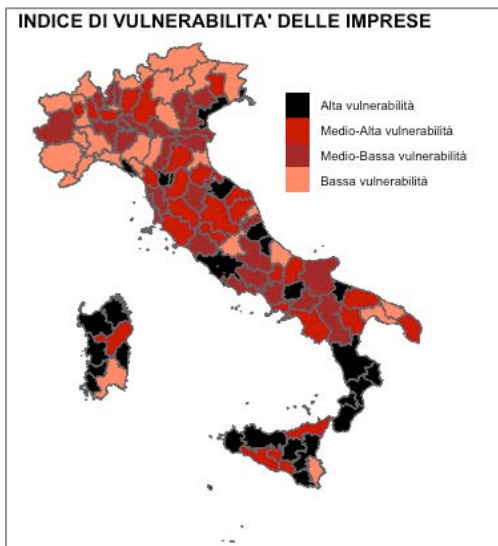 INDICE DI VULNERABILITA' DELLE IMPRESE
Alta vulnerabilità
Medio-Alta vulnerabilità
Medio-Bassa vulnerabilità
Bassa vulnerabilità